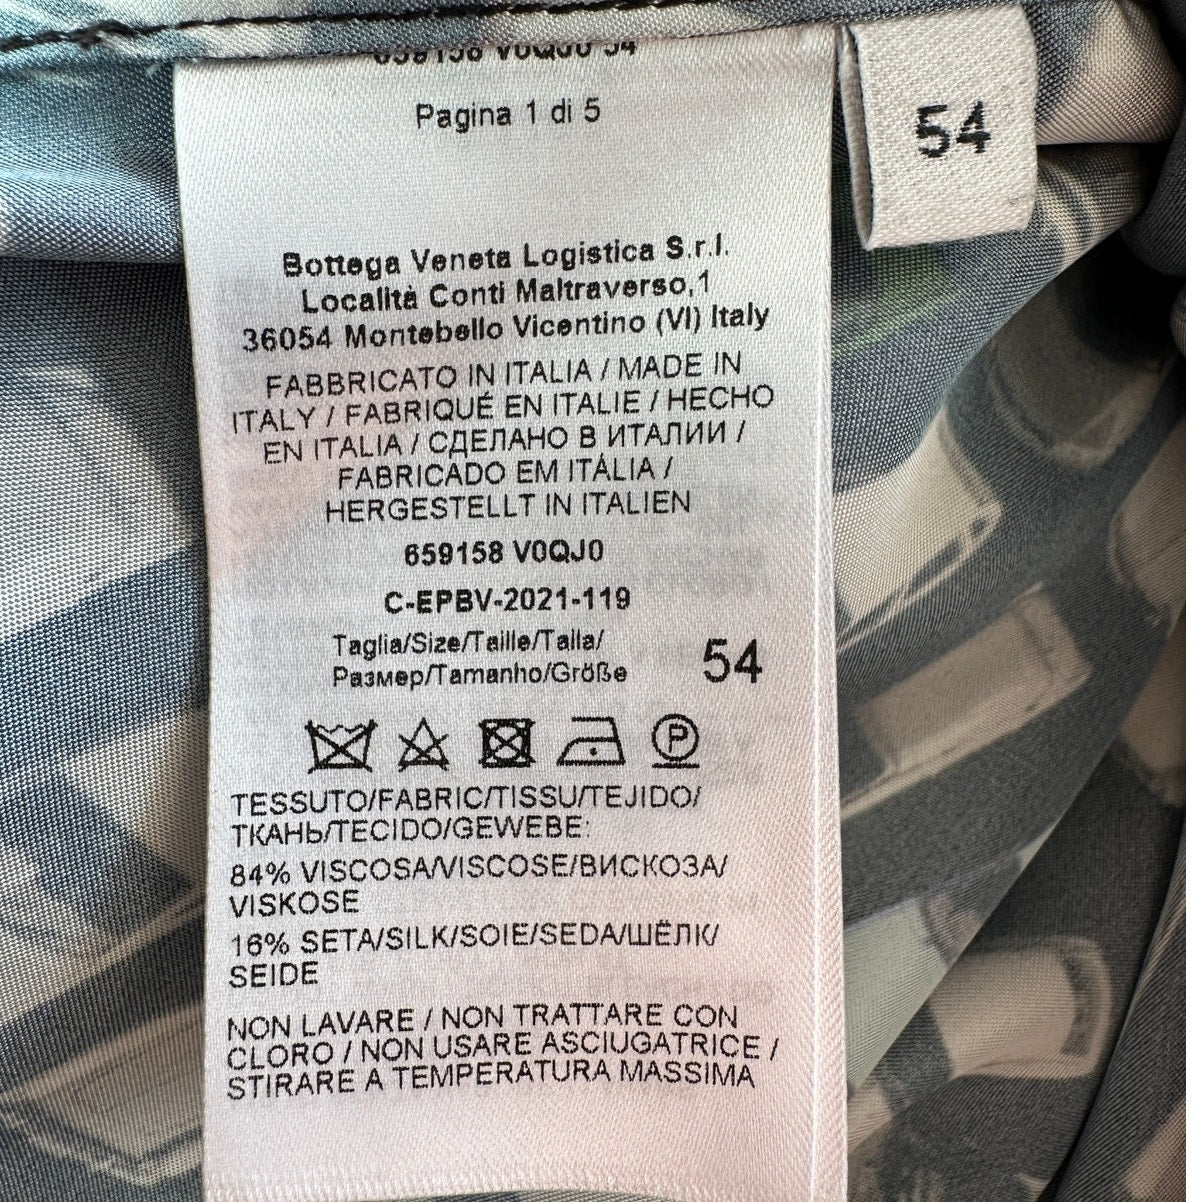 659158 V0QJ0 54
Pagina 1 di 5
54
Bottega Veneta Logistica S.r.l.
Località Conti Maltraverso,1
36054 Montebello Vicentino (VI) Italy
FABBRICATO IN ITALIA / MADE IN
ITALY / FABRIQUÉ EN ITALIE / HECHO
EN ITALIA / СДЕЛАНО В ИТАЛИИ /
FABRICADO EM ITÁLIA /
HERGESTELLT IN ITALIEN
659158 V0QJ0
C-EPBV-2021-119
Taglia/Size/Taille/Talla/
Размер/Tamanho/Größe
54
P
TESSUTO/FABRIC/TISSU/TEJIDO/
ТКАНЬ/TECIDO/GEWEBE:
84% VISCOSA/VISCOSE/ВИСКОЗА/
VISKOSE
16% SETA/SILK/SOIE/SEDA/ШЁЛК/
SEIDE
NON LAVARE / NON TRATTARE CON
CLORO / NON USARE ASCIUGATRICE /
STIRARE A TEMPERATURA MASSIMA